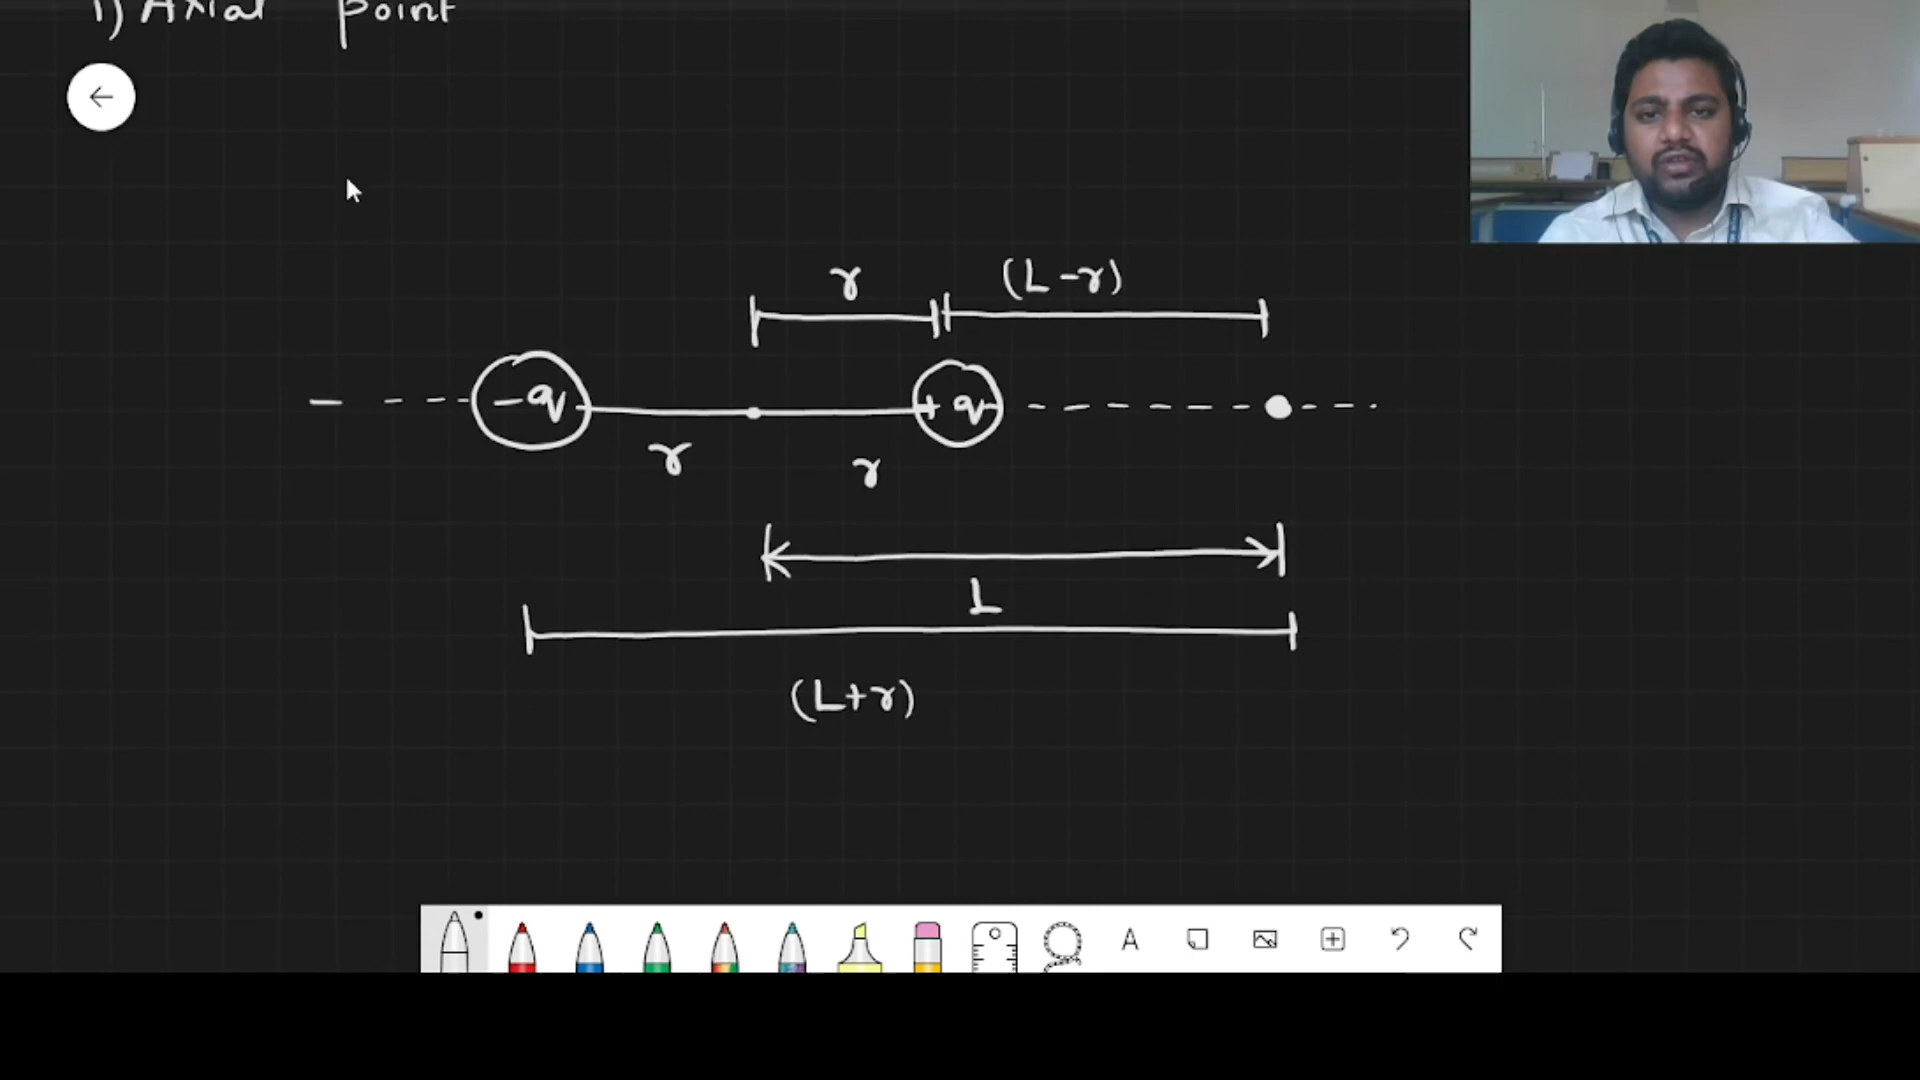 1) Axial point
r (L-r)
-q +q
r r
L
(L+r)
A